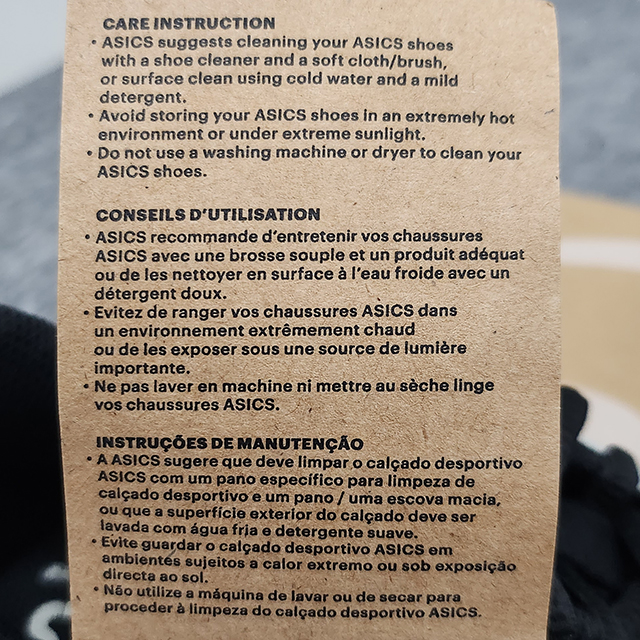 CARE INSTRUCTION
• ASICS suggests cleaning your ASICS shoes
with a shoe cleaner and a soft cloth/brush,
or surface clean using cold water and a mild
detergent.
• Avoid storing your ASICS shoes in an extremely hot
environment or under extreme sunlight.
• Do not use a washing machine or dryer to clean your
ASICS shoes.
CONSEILS D'UTILISATION
• ASICS recommande d'entretenir vos chaussures
ASICS avec une brosse souple et un produit adéquat
ou de les nettoyer en surface à l'eau froide avec un
détergent doux.
• Evitez de ranger vos chaussures ASICS dans
un environnement extrêmement chaud
ou de les exposer sous une source de lumière
importante.
• Ne pas laver en machine ni mettre au sèche linge
vos chaussures ASICS.
INSTRUÇÕES DE MANUTENÇÃO
• A ASICS sugere que deve limpar o calçado desportivo
ASICS com um pano específico para limpeza de
calçado desportivo e um pano / uma escova macia,
ou que a superfície exterior do calçado deve ser
lavada com água fria e detergente suave.
• Evite guardar o calçado desportivo ASICS em
ambientes sujeitos a calor extremo ou sob exposição
directa ao sol.
• Não utilize a máquina de lavar ou de secar para
proceder à limpeza do calçado desportivo ASICS.